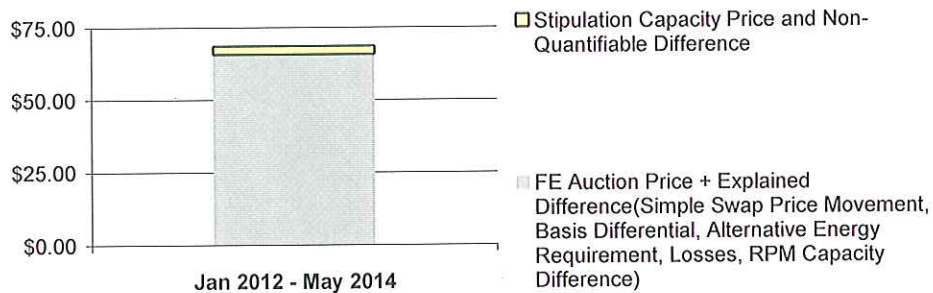 $75.00
$50.00
$25.00
$0.00
Jan 2012 - May 2014
Stipulation Capacity Price and Non-
Quantifiable Difference
FE Auction Price + Explained
Difference(Simple Swap Price Movement,
Basis Differential, Alternative Energy
Requirement, Losses, RPM Capacity
Difference)